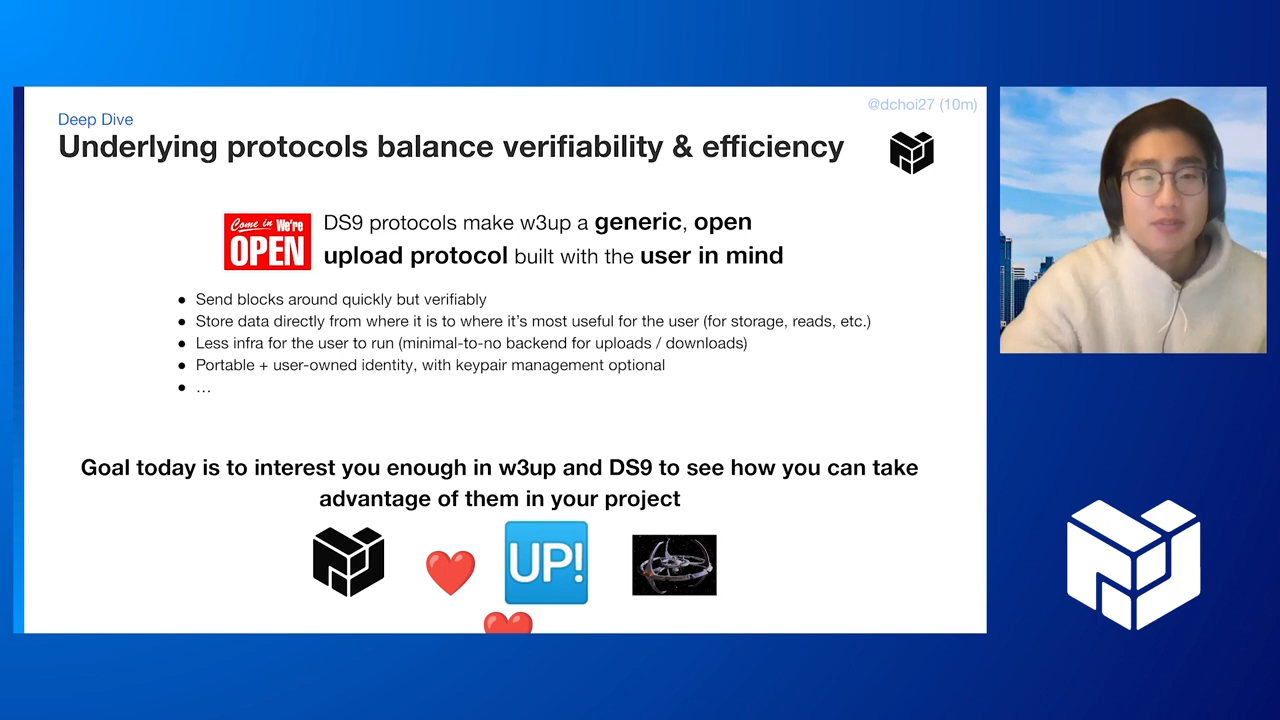 @dchoi27 (10m)
Deep Dive
Underlying protocols balance verifiability & efficiency
Come in We're
OPEN
DS9 protocols make w3up a generic, open
upload protocol built with the user in mind
● Send blocks around quickly but verifiably
● Store data directly from where it is to where it’s most useful for the user (for storage, reads, etc.)
● Less infra for the user to run (minimal-to-no backend for uploads / downloads)
● Portable + user-owned identity, with keypair management optional
● …
Goal today is to interest you enough in w3up and DS9 to see how you can take
advantage of them in your project
UP!